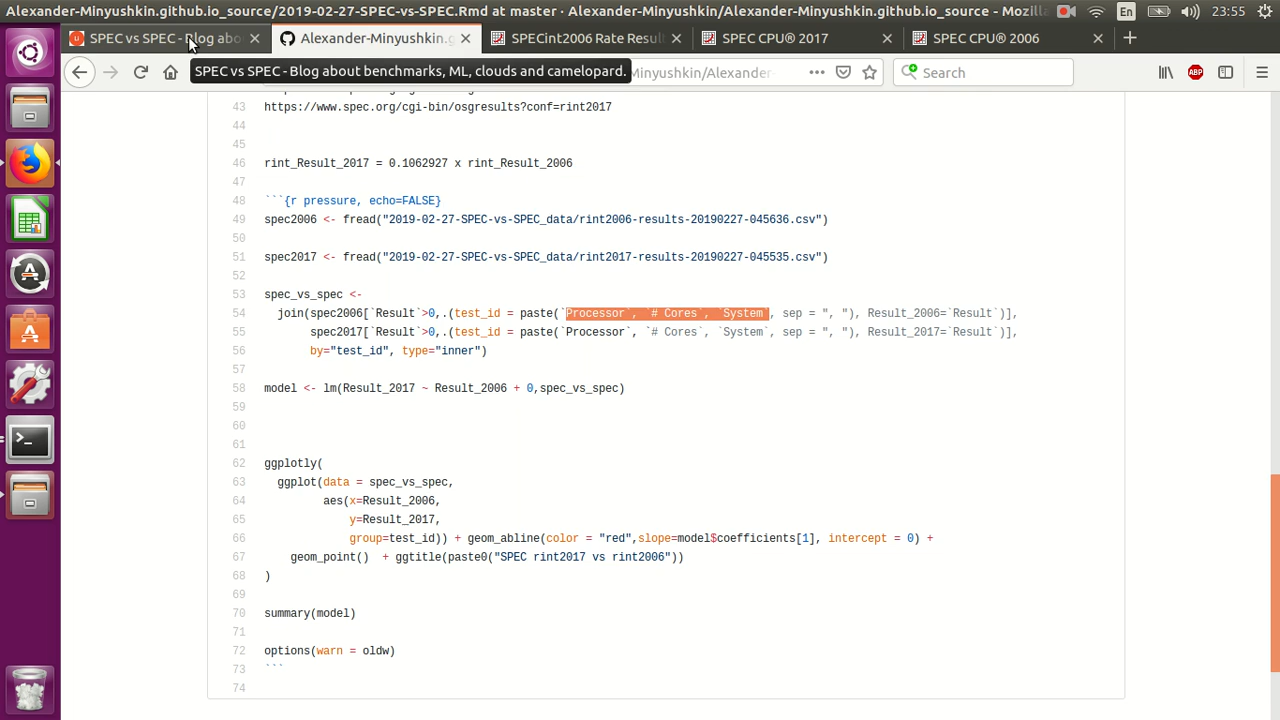 Alexander-Minyushkin.github.io_source/2019-02-27-SPEC-vs-SPEC.Rmd at master · Alexander-Minyushkin/Alexander-Minyushkin.github.io_source - Mozill
En
23:55
SPEC vs SPEC - Blog abo
Alexander-Minyushkin.g
SPECint2006 Rate Resul
SPEC CPU® 2017
SPEC CPU® 2006
SPEC vs SPEC - Blog about benchmarks, ML, clouds and camelopard.
Minyushkin/Alexander-
Search
ABP
43 https://www.spec.org/cgi-bin/osgresults?conf=rint2017
44
45
46 rint_Result_2017 = 0.1062927 x rint_Result_2006
47
48 ```{r pressure, echo=FALSE}
49 spec2006 <- fread("2019-02-27-SPEC-vs-SPEC_data/rint2006-results-20190227-045636.csv")
50
51 spec2017 <- fread("2019-02-27-SPEC-vs-SPEC_data/rint2017-results-20190227-045535.csv")
52
53 spec_vs_spec <-
54 join(spec2006[`Result`>0,.(test_id = paste(`Processor`, `# Cores`, `System`, sep = ", "), Result_2006=`Result`)],
55 spec2017[`Result`>0,.(test_id = paste(`Processor`, `# Cores`, `System`, sep = ", "), Result_2017=`Result`)],
56 by="test_id", type="inner")
57
58 model <- lm(Result_2017 ~ Result_2006 + 0,spec_vs_spec)
59
60
61
62 ggplotly(
63 ggplot(data = spec_vs_spec,
64 aes(x=Result_2006,
65 y=Result_2017,
66 group=test_id)) + geom_abline(color = "red",slope=model$coefficients[1], intercept = 0) +
67 geom_point() + ggtitle(paste0("SPEC rint2017 vs rint2006"))
68 )
69
70 summary(model)
71
72 options(warn = oldw)
73 ```
74